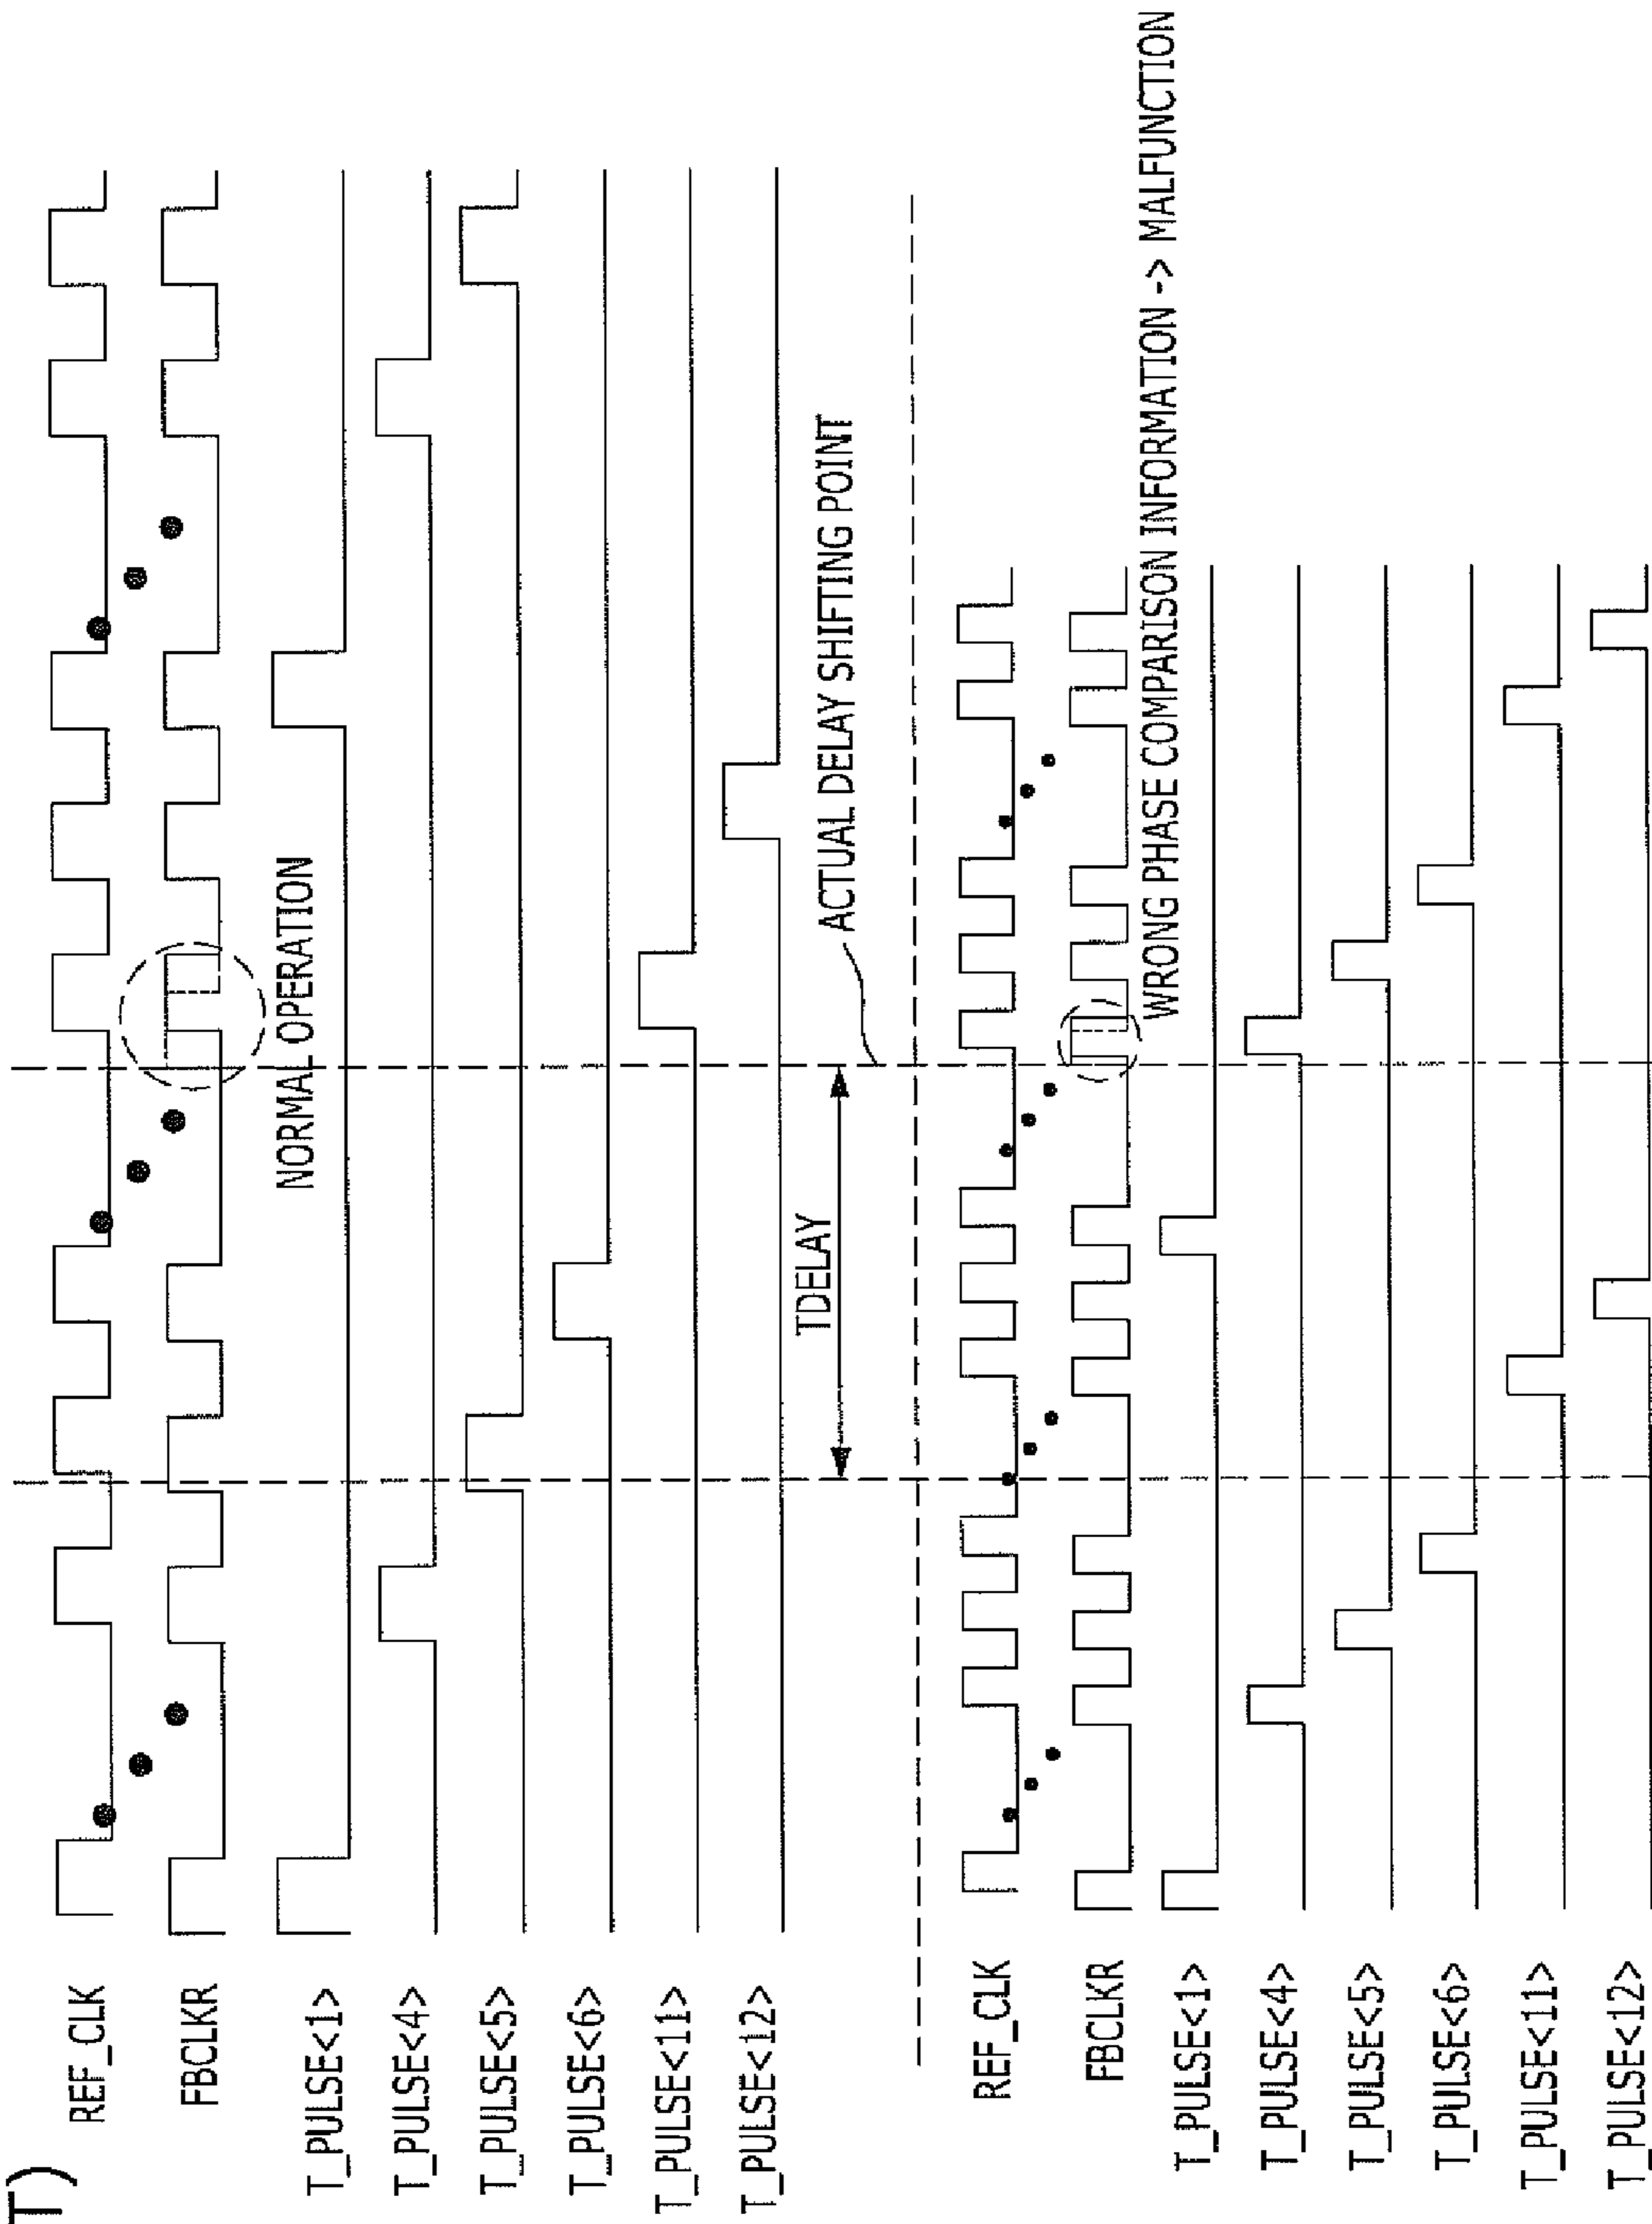 T)
REF_CLK
FBCLKR
NORMAL OPERATION
T_PULSE<1>
T_PULSE<4>
T_PULSE<5>
T_PULSE<6>
T_PULSE<11>
T_PULSE<12>
TDELAY
ACTUAL DELAY SHIFTING POINT
REF_CLK
FBCLKR
WRONG PHASE COMPARISON INFORMATION -> MALFUNCTION
T_PULSE<1>
T_PULSE<4>
T_PULSE<5>
T_PULSE<6>
T_PULSE<11>
T_PULSE<12>